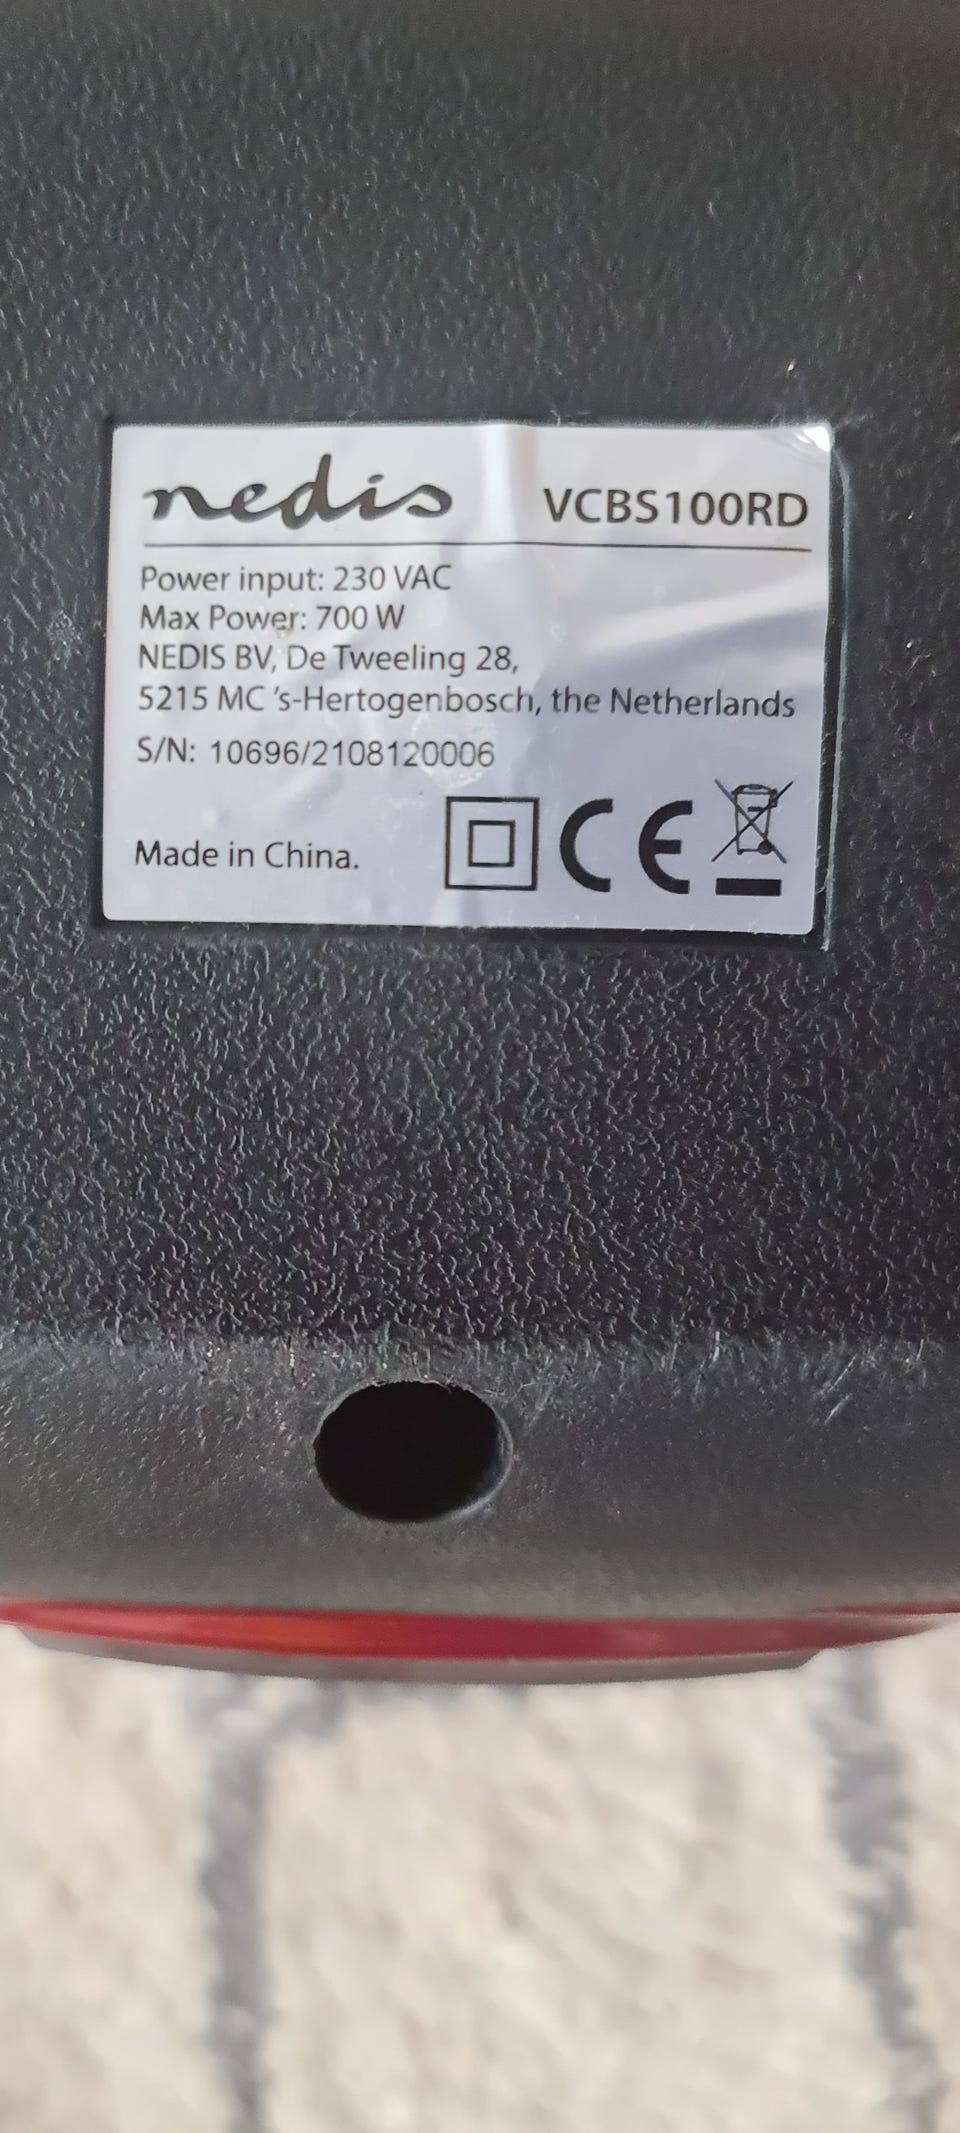 nedis VCBS100RD
Power input: 230 VAC
Max Power: 700 W
NEDIS BV, De Tweeling 28,
5215 MC 's-Hertogenbosch, the Netherlands
S/N: 10696/2108120006
Made in China. CE